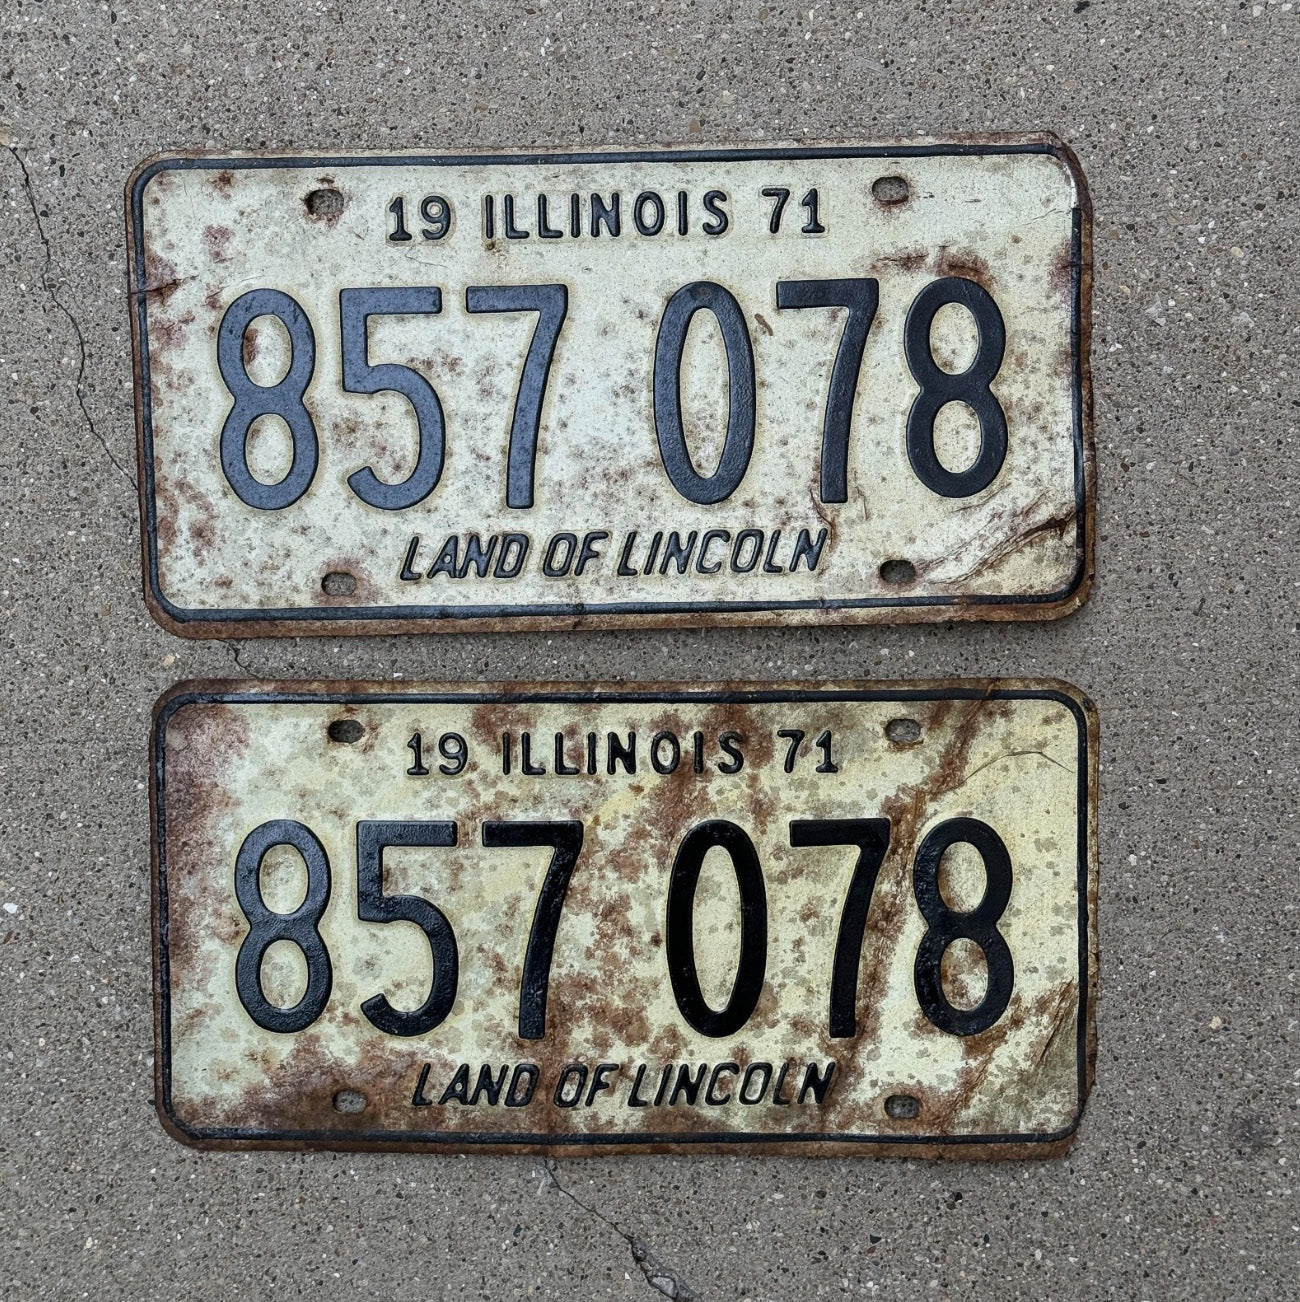 19 ILLINOIS 71
857 078
LAND OF LINCOLN
19 ILLINOIS 71
857 078
LAND OF LINCOLN